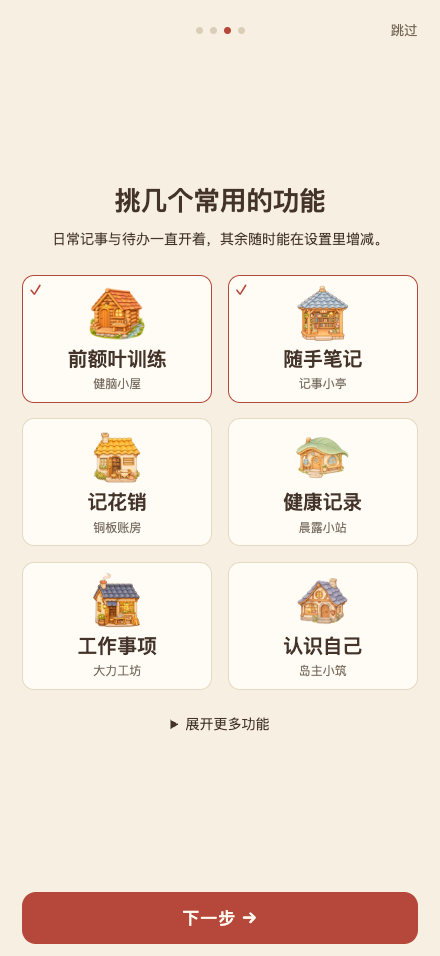 跳过
挑几个常用的功能
日常记事与待办一直开着，其余随时能在设置里增减。
前额叶训练
健脑小屋
随手笔记
记事小亭
记花销
铜板账房
健康记录
晨露小站
工作事项
大力工坊
认识自己
岛主小筑
▶ 展开更多功能
下一步 →